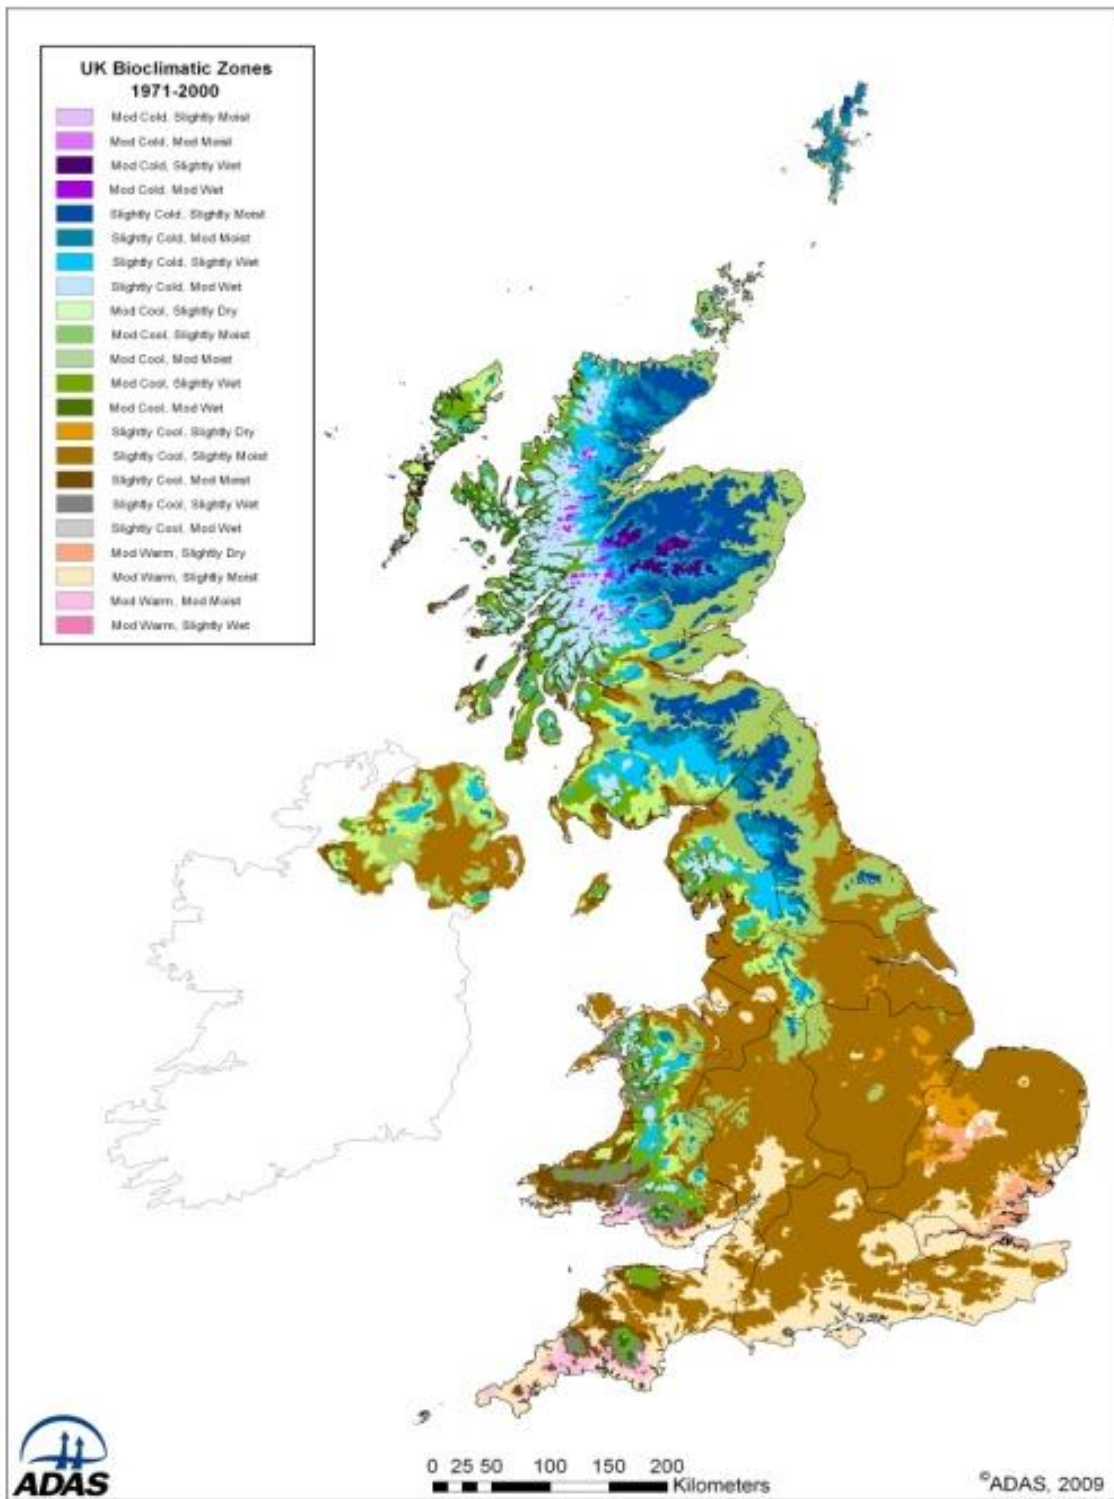 UK Bioclimatic Zones
1971-2000
Mod Cold, Slightly Moist
Mod Cold, Mod Moist
Mod Cold, Slightly Wet
Mod Cold, Mod Wet
Slightly Cold, Slightly Moist
Slightly Cold, Mod Moist
Slightly Cold, Slightly Wet
Slightly Cold, Mod Wet
Mod Cool, Slightly Dry
Mod Cool, Slightly Moist
Mod Cool, Mod Moist
Mod Cool, Slightly Wet
Mod Cool, Mod Wet
Slightly Cool, Slightly Dry
Slightly Cool, Slightly Moist
Slightly Cool, Mod Moist
Slightly Cool, Slightly Wet
Slightly Cool, Mod Wet
Mod Warm, Slightly Dry
Mod Warm, Slightly Moist
Mod Warm, Mod Moist
Mod Warm, Slightly Wet
ADAS
0 25 50 100 150 200
Kilometers
©ADAS, 2009